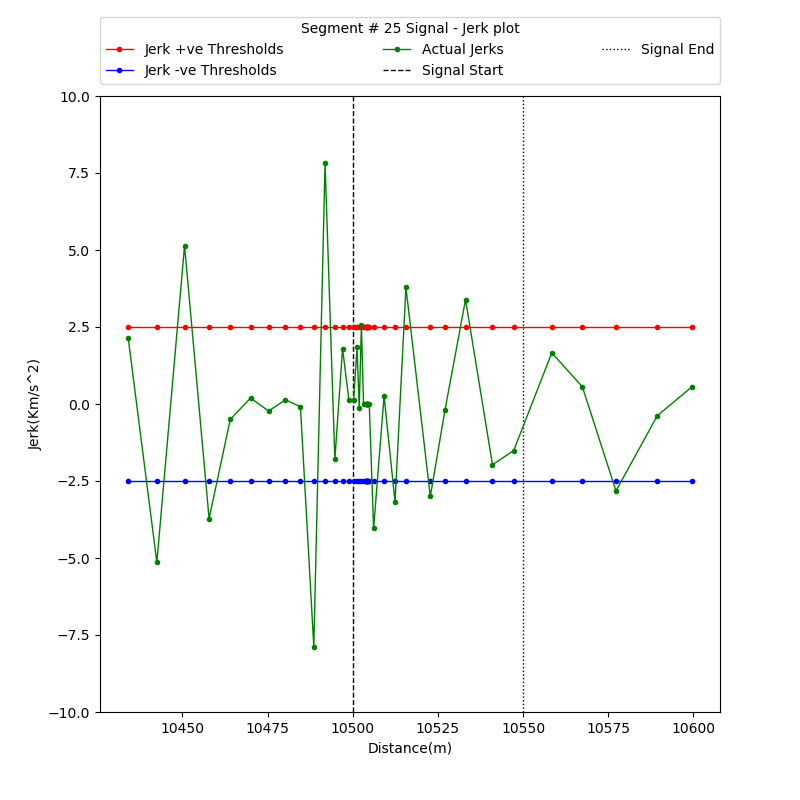 Segment # 25 Signal - Jerk plot
Jerk +ve Thresholds
Jerk -ve Thresholds
Actual Jerks
Signal Start
Signal End
10.0
7.5
5.0
2.5
0.0
−2.5
−5.0
−7.5
−10.0
Jerk(Km/s^2)
10450 10475 10500 10525 10550 10575 10600
Distance(m)